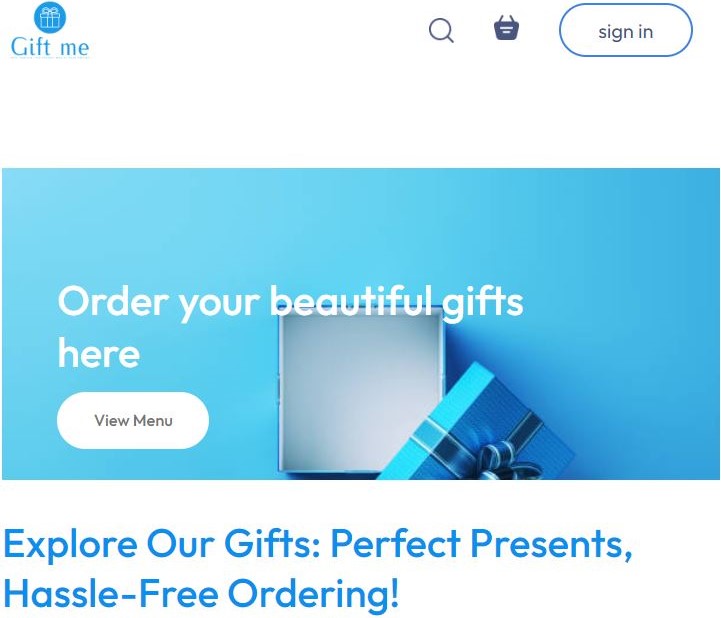 Gift me
sign in
Order your beautiful gifts
here
View Menu
Explore Our Gifts: Perfect Presents,
Hassle-Free Ordering!